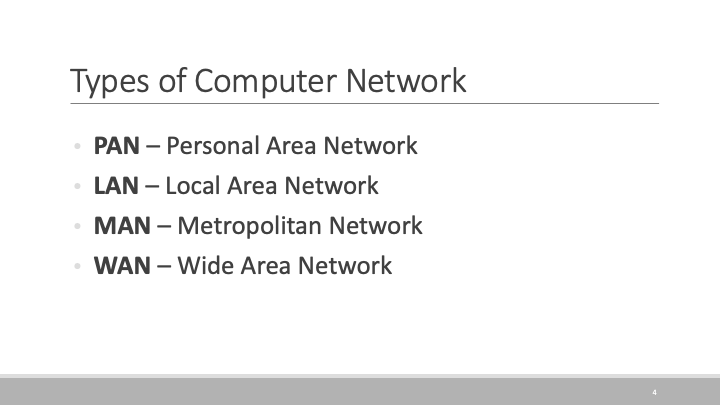 Types of Computer Network
• PAN – Personal Area Network
• LAN – Local Area Network
• MAN – Metropolitan Network
• WAN – Wide Area Network
4